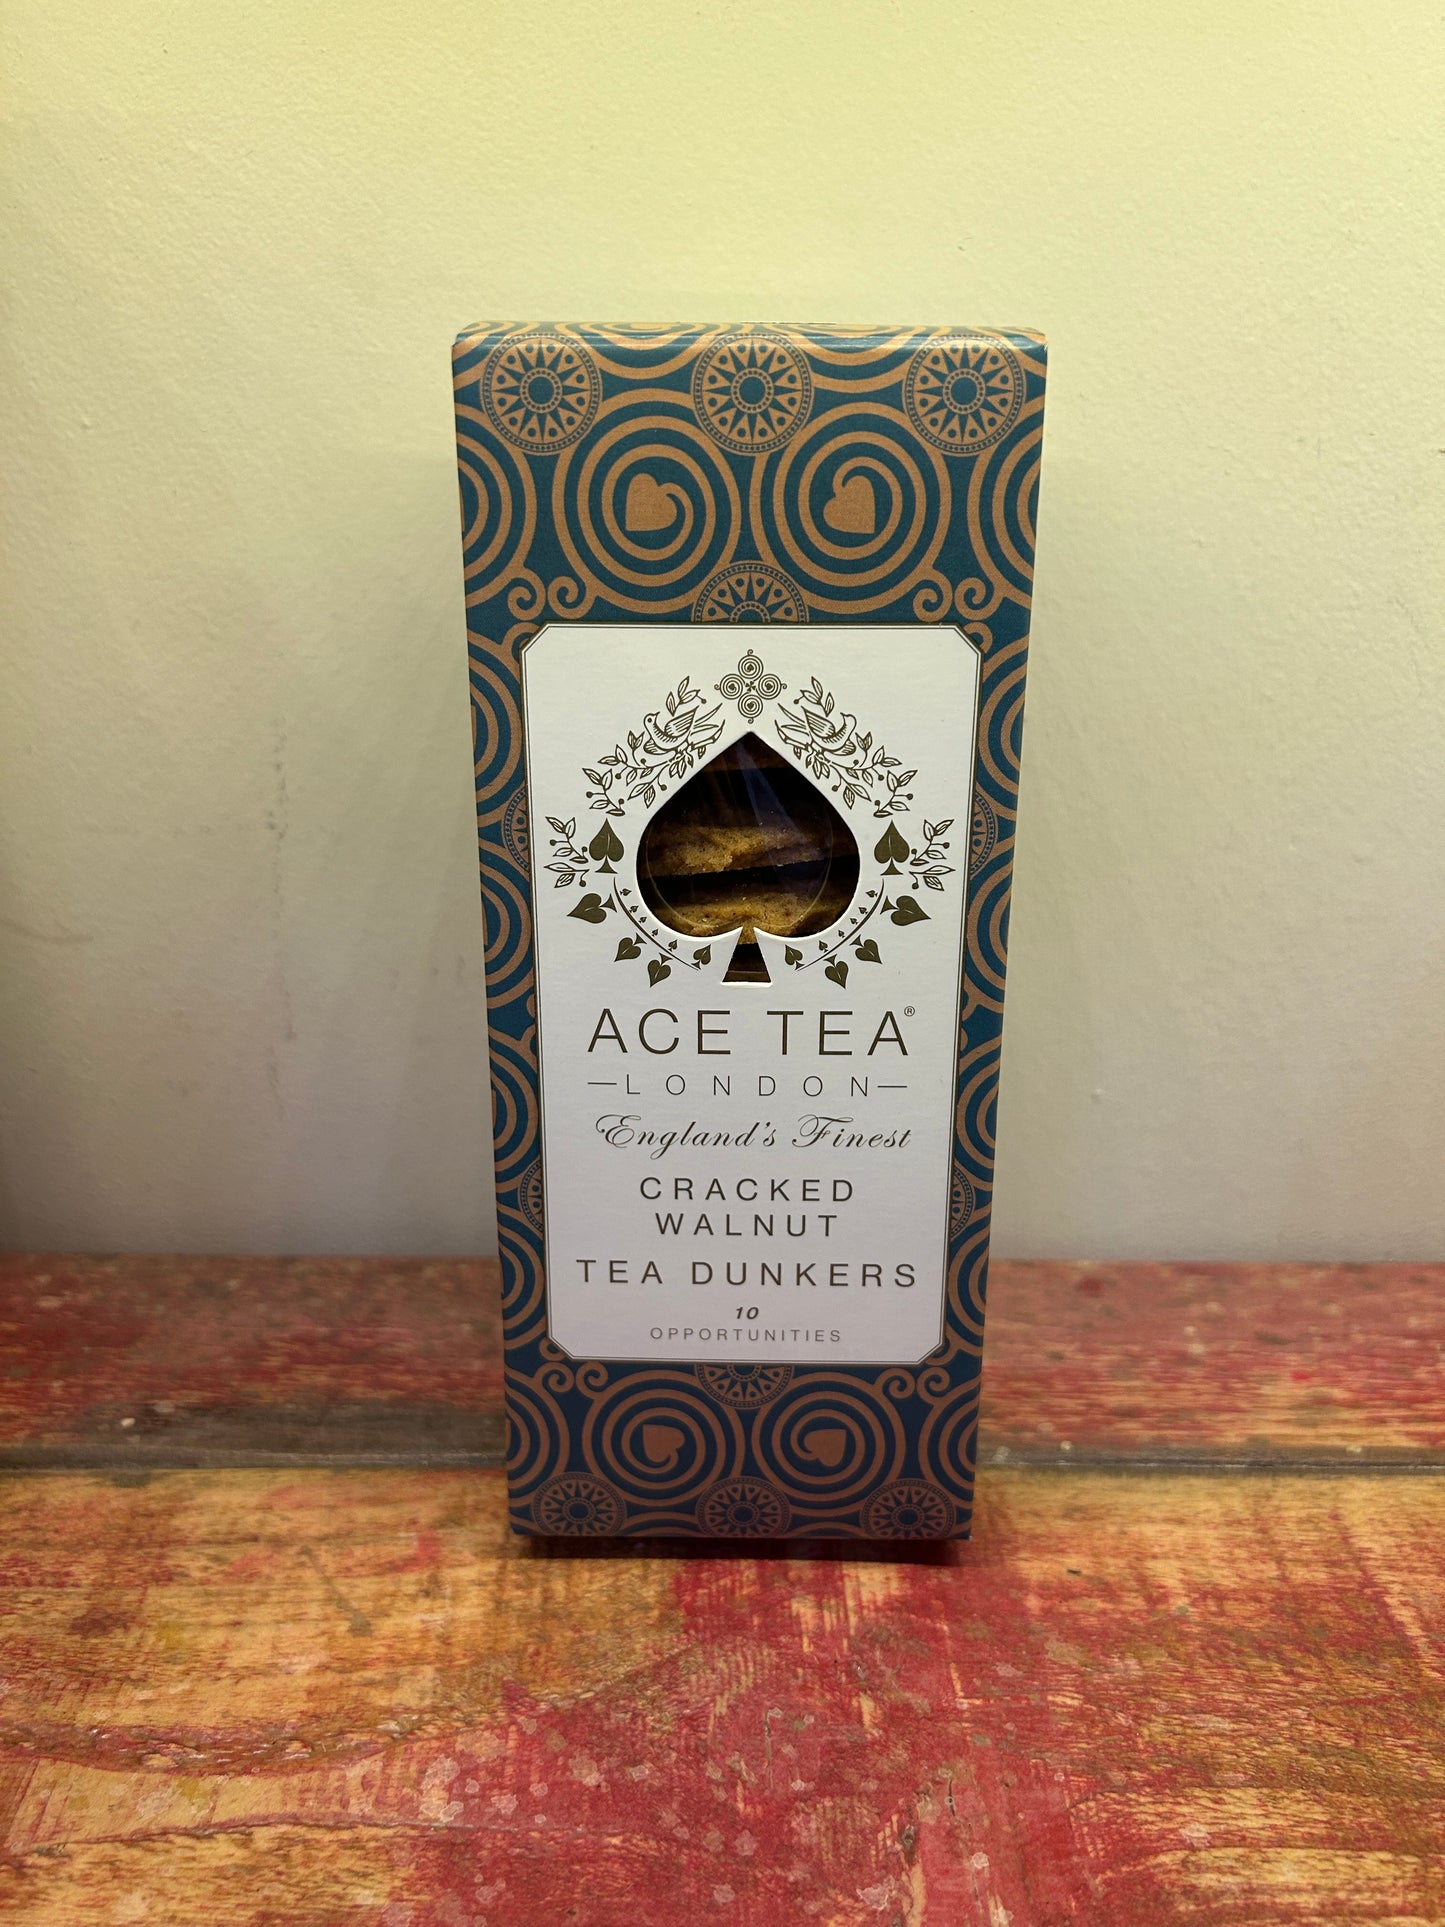 ACE TEA®
LONDON
England's Finest
CRACKED
WALNUT
TEA DUNKERS
10
OPPORTUNITIES